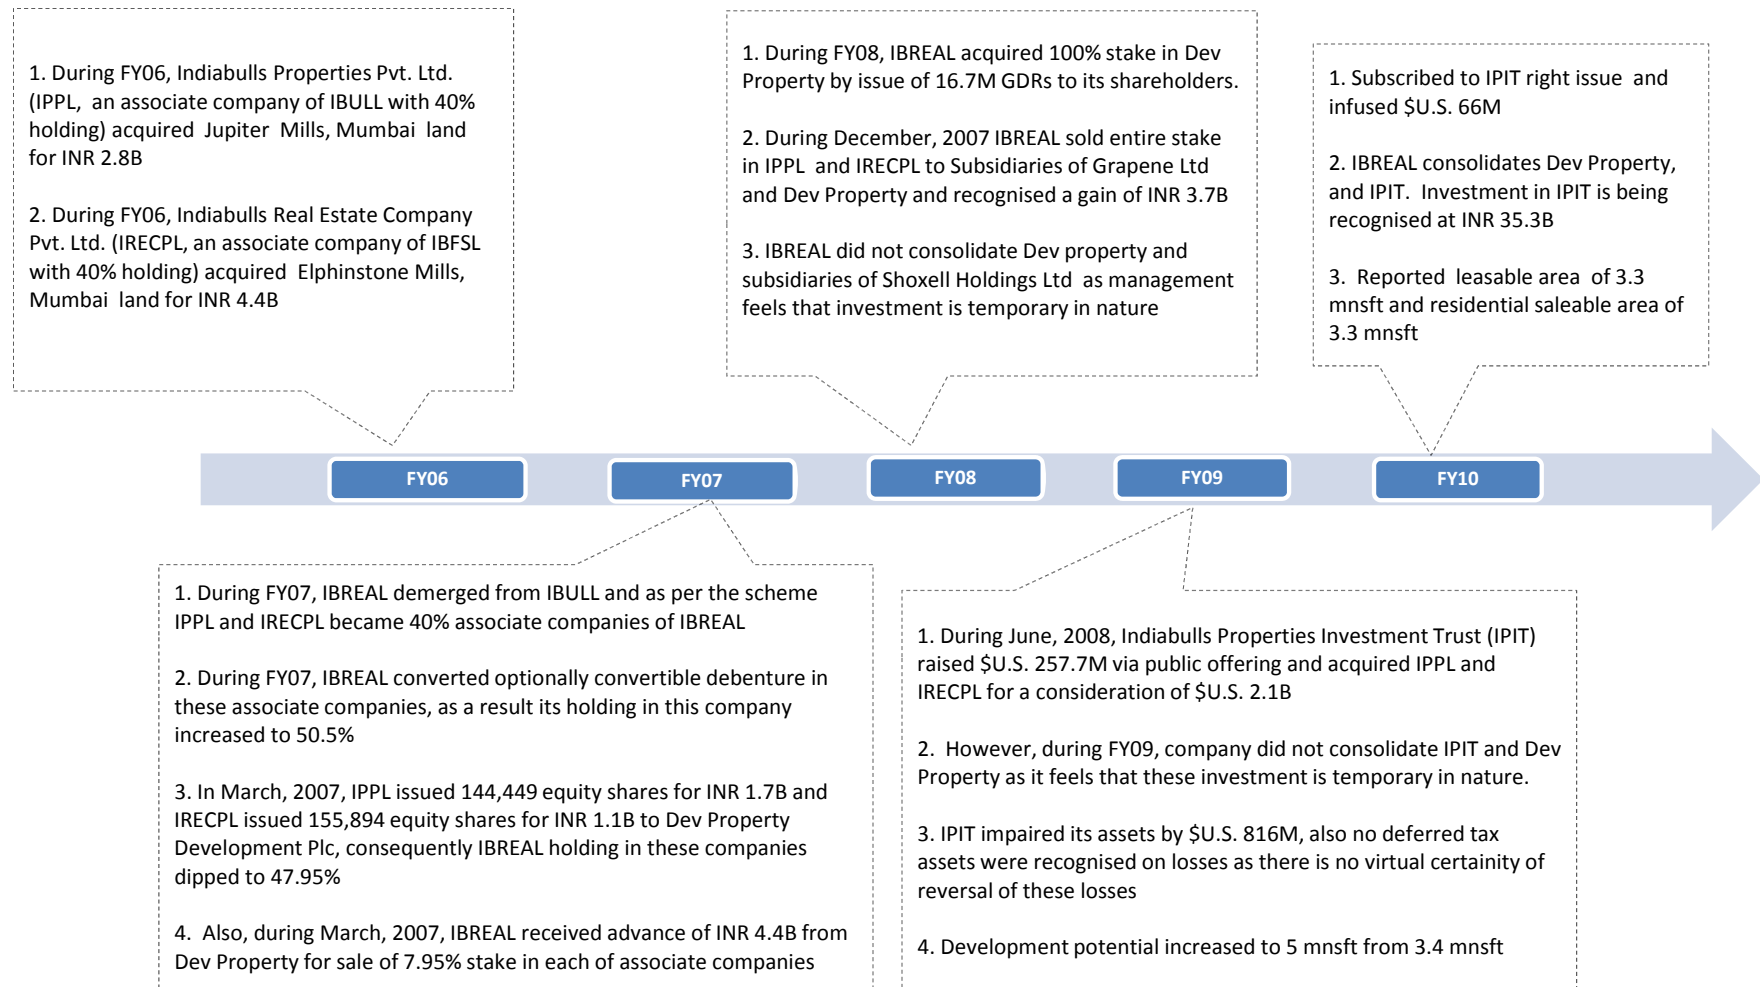 1. During FY06, Indiabulls Properties Pvt. Ltd.
(IPPL, an associate company of IBULL with 40%
holding) acquired Jupiter Mills, Mumbai land
for INR 2.8B
2. During FY06, Indiabulls Real Estate Company
Pvt. Ltd. (IRECPL, an associate company of IBFSL
with 40% holding) acquired Elphinstone Mills,
Mumbai land for INR 4.4B
1. During FY08, IBREAL acquired 100% stake in Dev
Property by issue of 16.7M GDRs to its shareholders.
2. During December, 2007 IBREAL sold entire stake
in IPPL and IRECPL to Subsidiaries of Grapene Ltd
and Dev Property and recognised a gain of INR 3.7B
3. IBREAL did not consolidate Dev property and
subsidiaries of Shoxell Holdings Ltd as management
feels that investment is temporary in nature
1. Subscribed to IPIT right issue and
infused $U.S. 66M
2. IBREAL consolidates Dev Property,
and IPIT. Investment in IPIT is being
recognised at INR 35.3B
3. Reported leasable area of 3.3
mnsft and residential saleable area of
3.3 mnsft
FY06
FY07
FY08
FY09
FY10
1. During FY07, IBREAL demerged from IBULL and as per the scheme
IPPL and IRECPL became 40% associate companies of IBREAL
2. During FY07, IBREAL converted optionally convertible debenture in
these associate companies, as a result its holding in this company
increased to 50.5%
3. In March, 2007, IPPL issued 144,449 equity shares for INR 1.7B and
IRECPL issued 155,894 equity shares for INR 1.1B to Dev Property
Development Plc, consequently IBREAL holding in these companies
dipped to 47.95%
4. Also, during March, 2007, IBREAL received advance of INR 4.4B from
Dev Property for sale of 7.95% stake in each of associate companies
1. During June, 2008, Indiabulls Properties Investment Trust (IPIT)
raised $U.S. 257.7M via public offering and acquired IPPL and
IRECPL for a consideration of $U.S. 2.1B
2. However, during FY09, company did not consolidate IPIT and Dev
Property as it feels that these investment is temporary in nature.
3. IPIT impaired its assets by $U.S. 816M, also no deferred tax
assets were recognised on losses as there is no virtual certainity of
reversal of these losses
4. Development potential increased to 5 mnsft from 3.4 mnsft